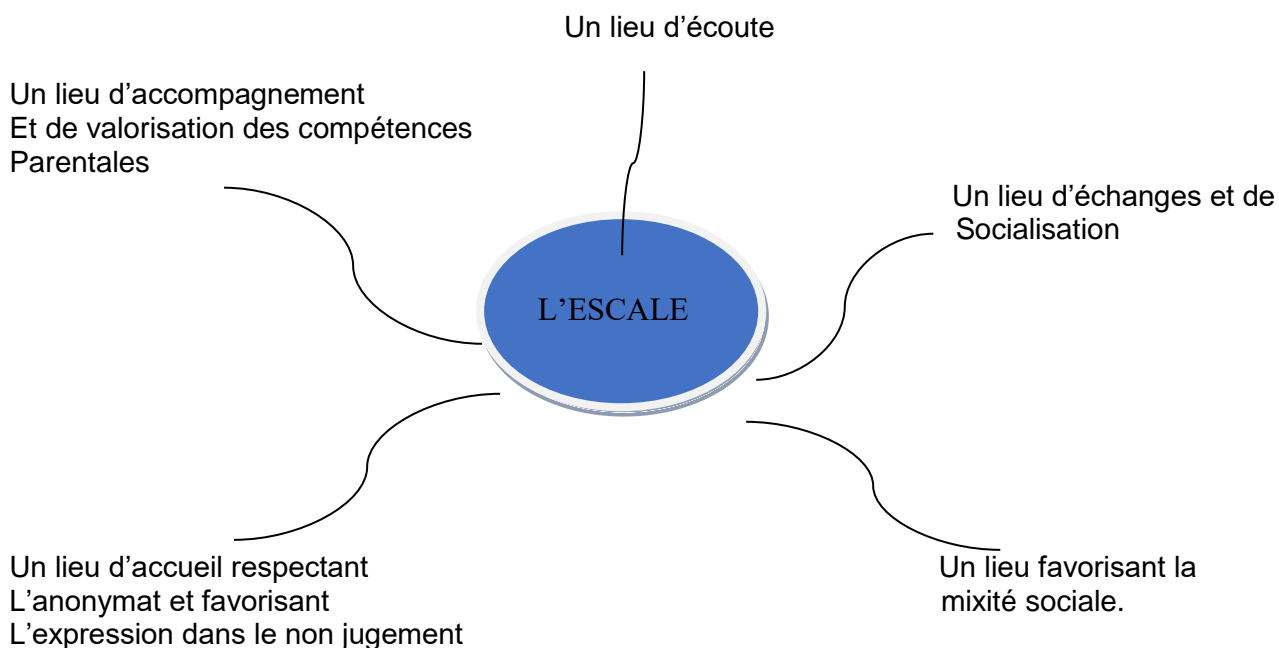 Un lieu d’écoute
Un lieu d’accompagnement
Et de valorisation des compétences
Parentales
Un lieu d’échanges et de
Socialisation
L’ESCALE
Un lieu d’accueil respectant
L’anonymat et favorisant
L’expression dans le non jugement
Un lieu favorisant la
mixité sociale.